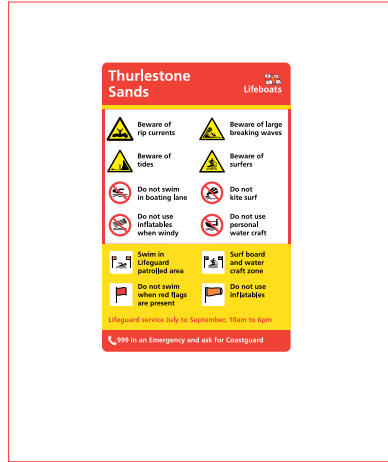 Thurlestone
Sands
Lifeboats
Beware of
rip currents
Beware of large
breaking waves
Beware of
tides
Beware of
surfers
Do not swim
in boating lane
Do not
kite surf
Do not use
inflatables
when windy
Do not use
personal
water craft
Swim in
Lifeguard
patrolled area
Surf board
and water
craft zone
Do not swim
when red flags
are present
Do not use
inflatables
Lifeguard service July to September, 10am to 6pm
999 in an Emergency and ask for Coastguard